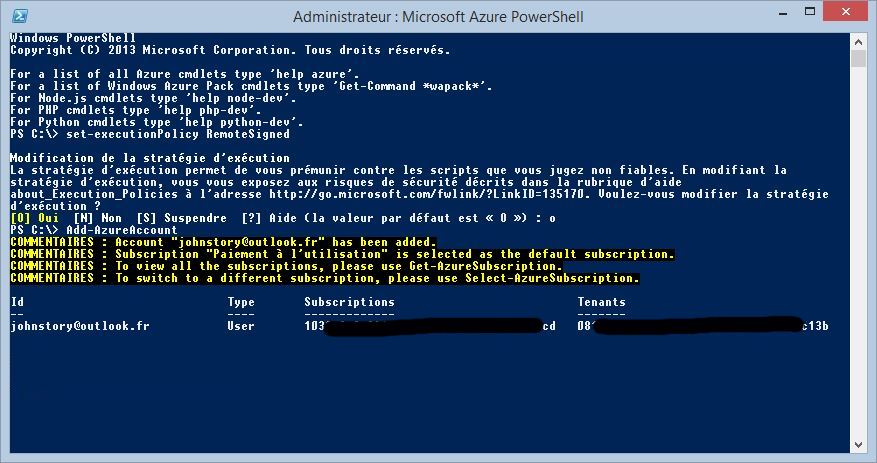 Administrateur : Microsoft Azure PowerShell
Windows PowerShell
Copyright (C) 2013 Microsoft Corporation. Tous droits réservés.
For a list of all Azure cmdlets type 'help azure'.
For a list of Windows Azure Pack cmdlets type 'Get-Command *wapack*'.
For Node.js cmdlets type 'help node-dev'.
For PHP cmdlets type 'help php-dev'.
For Python cmdlets type 'help python-dev'.
PS C:\> set-executionPolicy RemoteSigned
Modification de la stratégie d'exécution
La stratégie d'exécution permet de vous prémunir contre les scripts que vous jugez non fiables. En modifiant la
stratégie d'exécution, vous vous exposez aux risques de sécurité décrits dans la rubrique d'aide
about_Execution_Policies à l'adresse http://go.microsoft.com/fwlink/?LinkID=135170. Voulez-vous modifier la stratégie
d'exécution ?
[O] Oui  [N] Non  [S] Suspendre  [?] Aide (la valeur par défaut est « O ») : o
PS C:\> Add-AzureAccount
COMMENTAIRES : Account "johnstory@outlook.fr" has been added.
COMMENTAIRES : Subscription "Paiement à l'utilisation" is selected as the default subscription.
COMMENTAIRES : To view all the subscriptions, please use Get-AzureSubscription.
COMMENTAIRES : To switch to a different subscription, please use Select-AzureSubscription.
Id Type Subscriptions Tenants
-- ---- ------------- -------
johnstory@outlook.fr User 103 cd 08 c13b